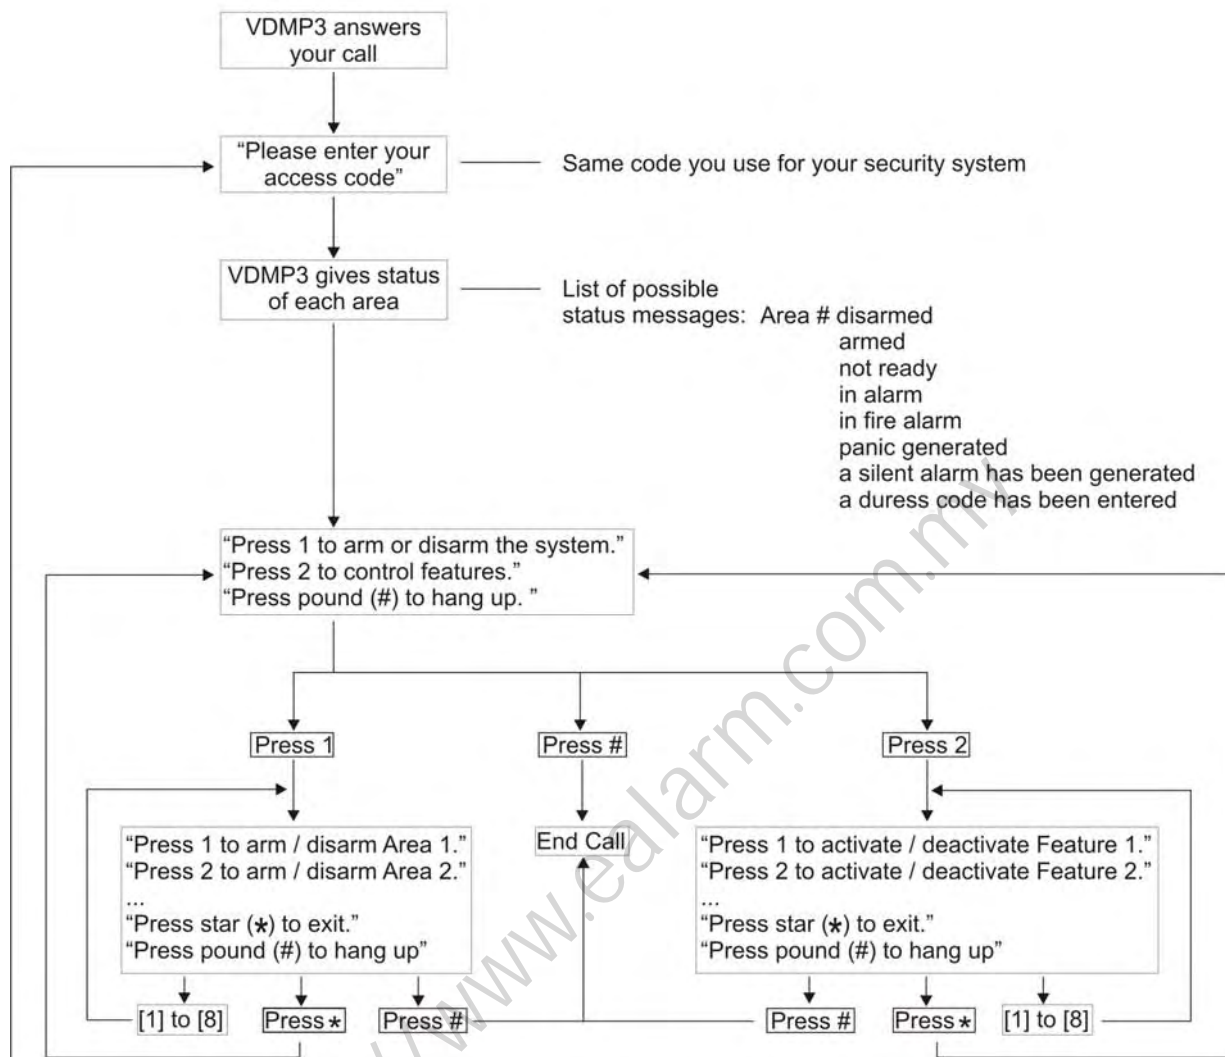 VDMP3 answers
your call
“Please enter your
access code”
Same code you use for your security system
VDMP3 gives status
of each area
List of possible
status messages: Area # disarmed
armed
not ready
in alarm
in fire alarm
panic generated
a silent alarm has been generated
a duress code has been entered
“Press 1 to arm or disarm the system.”
“Press 2 to control features.”
“Press pound (#) to hang up. ”
Press 1
Press #
Press 2
“Press 1 to arm / disarm Area 1.”
“Press 2 to arm / disarm Area 2.”
...
“Press star (*) to exit.”
“Press pound (#) to hang up”
End Call
“Press 1 to activate / deactivate Feature 1.”
“Press 2 to activate / deactivate Feature 2.”
...
“Press star (*) to exit.”
“Press pound (#) to hang up”
[1] to [8]
Press *
Press #
Press #
Press *
[1] to [8]
www.ealarm.com.my